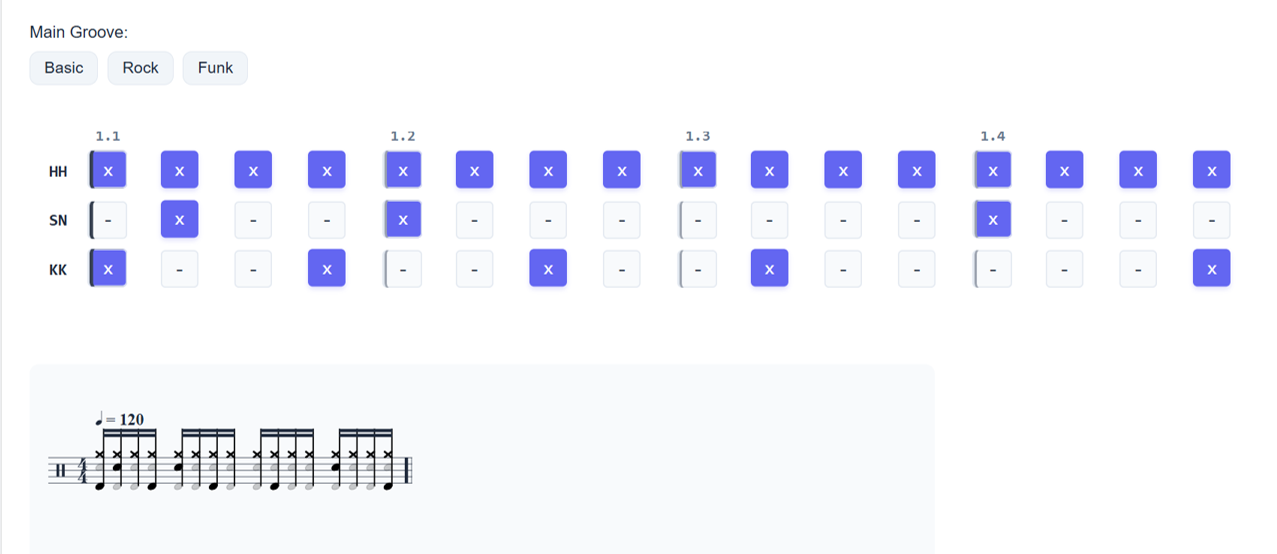 Main Groove:
Basic Rock Funk
1.1 1.2 1.3 1.4
HH x x x x x x x x x x x x x x x x
SN - x - - x - - - - - - - x - - -
KK x - - x - - x - - x - - - - - x
♩ = 120
4
4